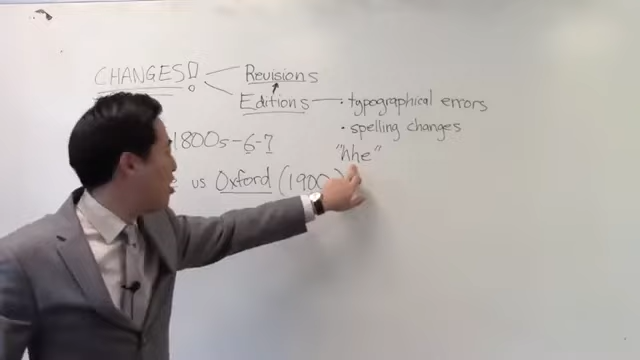 CHANGES! Revisions
Editions - • typographical errors
• spelling changes
1800s-6-7 "hhe"
us Oxford (1900)